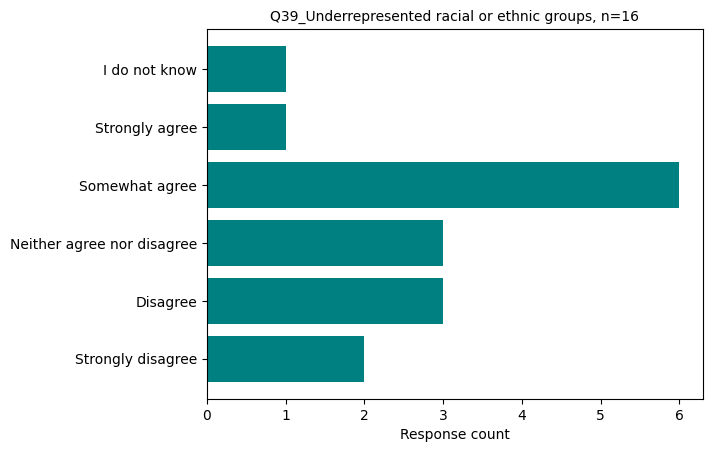 Q39_Underrepresented racial or ethnic groups, n=16
I do not know
Strongly agree
Somewhat agree
Neither agree nor disagree
Disagree
Strongly disagree
0 1 2 3 4 5 6
Response count